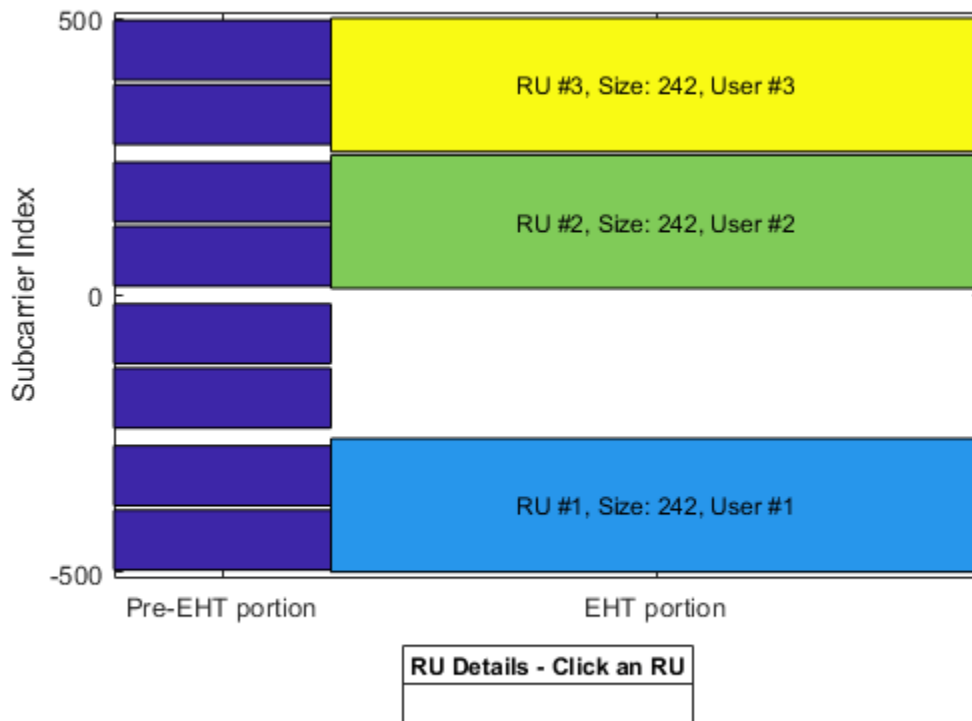 500
RU #3, Size: 242, User #3
RU #2, Size: 242, User #2
Subcarrier Index
0
RU #1, Size: 242, User #1
-500
Pre-EHT portion
EHT portion
RU Details - Click an RU